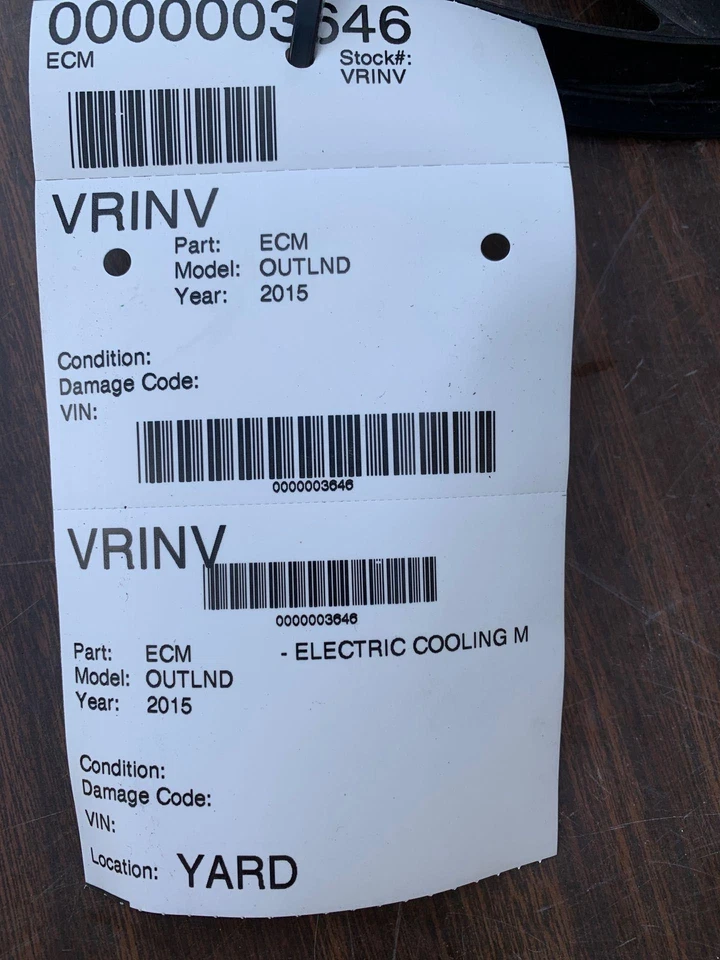 0000003646
ECM
Stock#:
VRINV
VRINV
Part: ECM
Model: OUTLND
Year: 2015
Condition:
Damage Code:
VIN:
0000003646
VRINV
0000003646
Part: ECM - ELECTRIC COOLING M
Model: OUTLND
Year: 2015
Condition:
Damage Code:
VIN:
Location: YARD